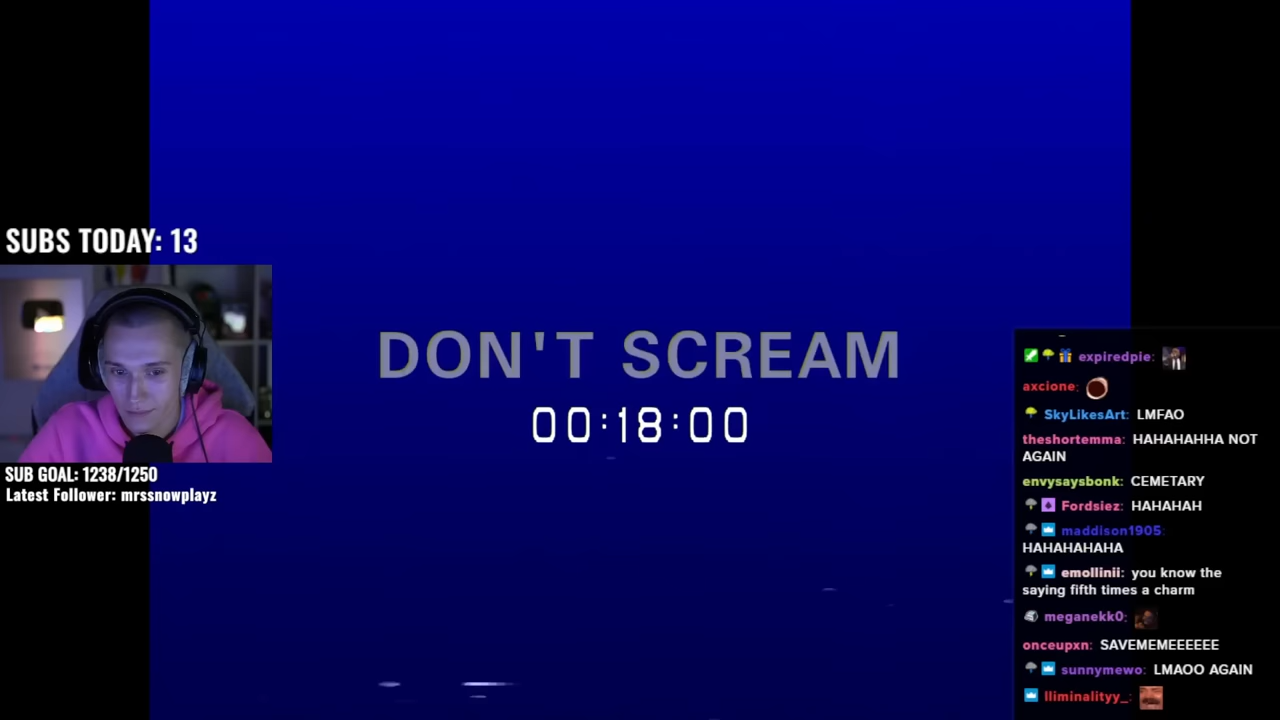 SUBS TODAY: 13
SUB GOAL: 1238/1250
Latest Follower: mrssnowplayz
DON'T SCREAM
00:18:00
expiredpie:
axcione:
SkyLikesArt: LMFAO
theshortemma: HAHAHAHHA NOT
AGAIN
envysaysbonk: CEMETARY
Fordsiez: HAHAHAH
maddison1905:
HAHAHAHAHA
emollinii: you know the
saying fifth times a charm
meganekk0:
onceupxn: SAVEMEMEEEEEE
sunnymewo: LMAOO AGAIN
lliminalityy_: